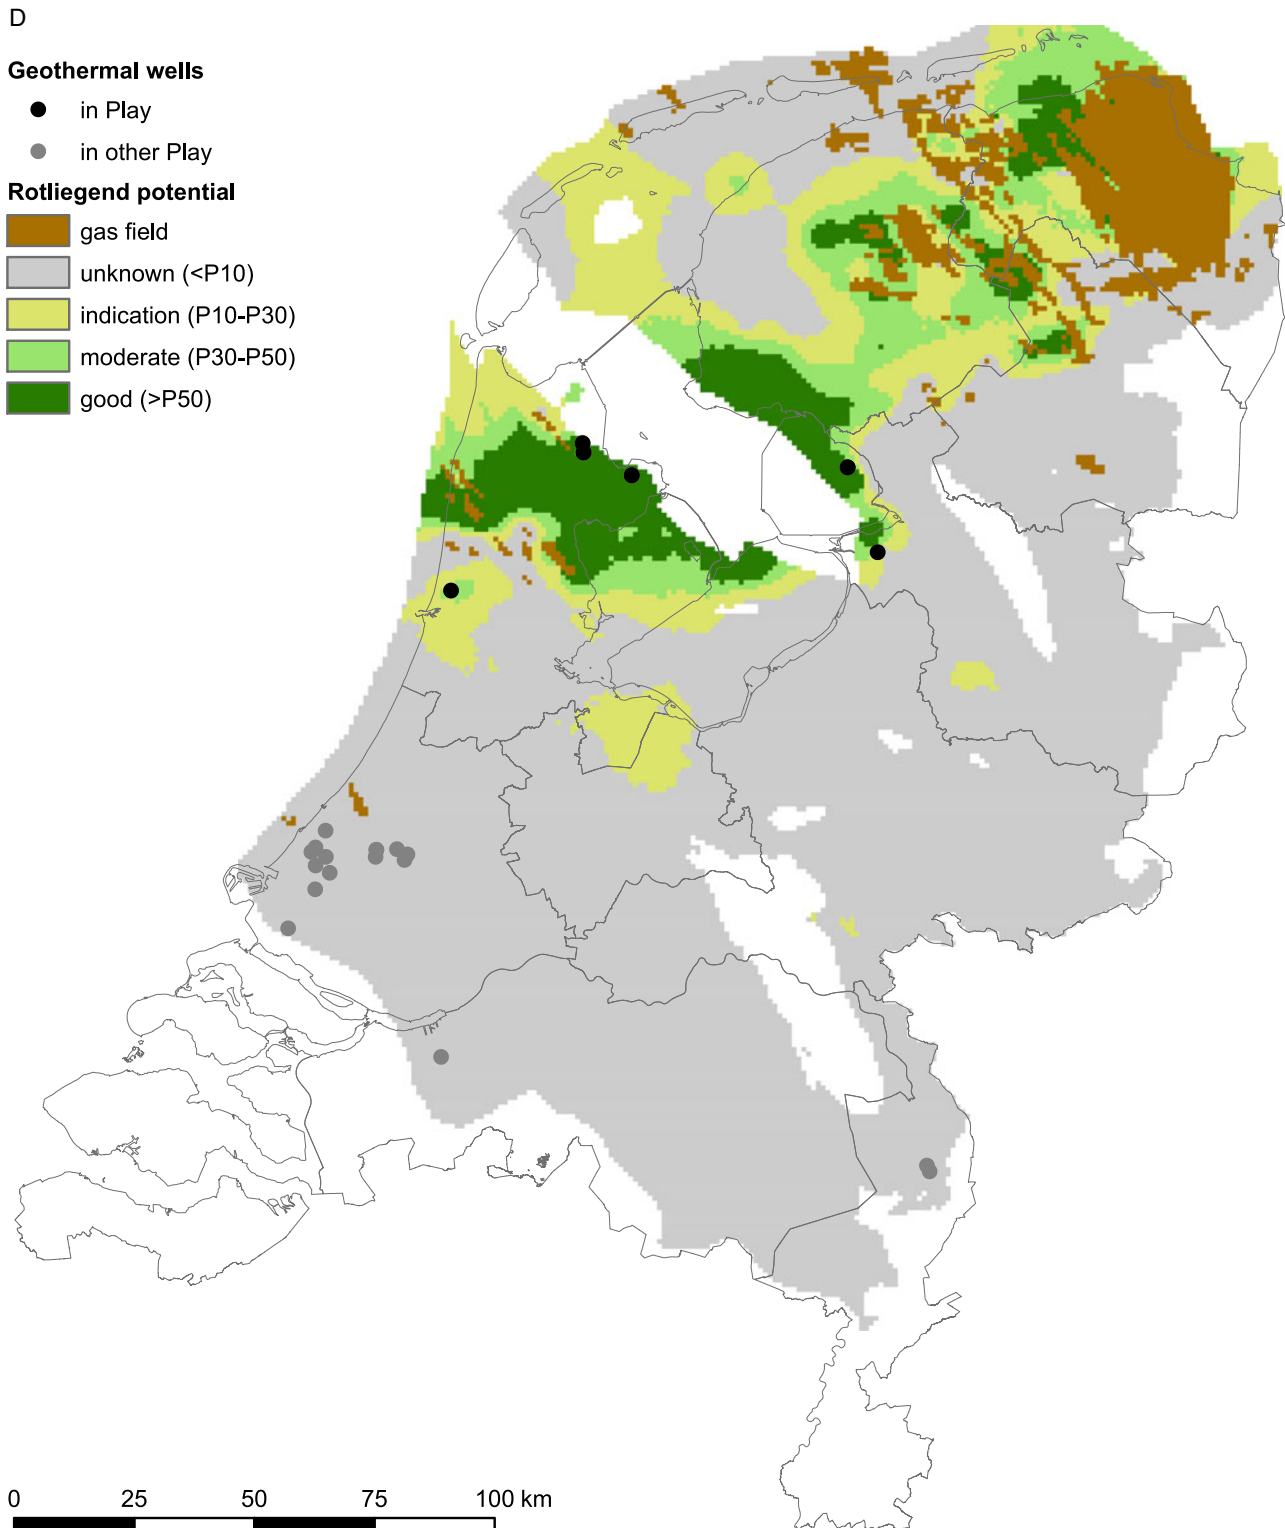 D
Geothermal wells
in Play
in other Play
Rotliegend potential
gas field
unknown (<P10)
indication (P10-P30)
moderate (P30-P50)
good (>P50)
0 25 50 75 100 km